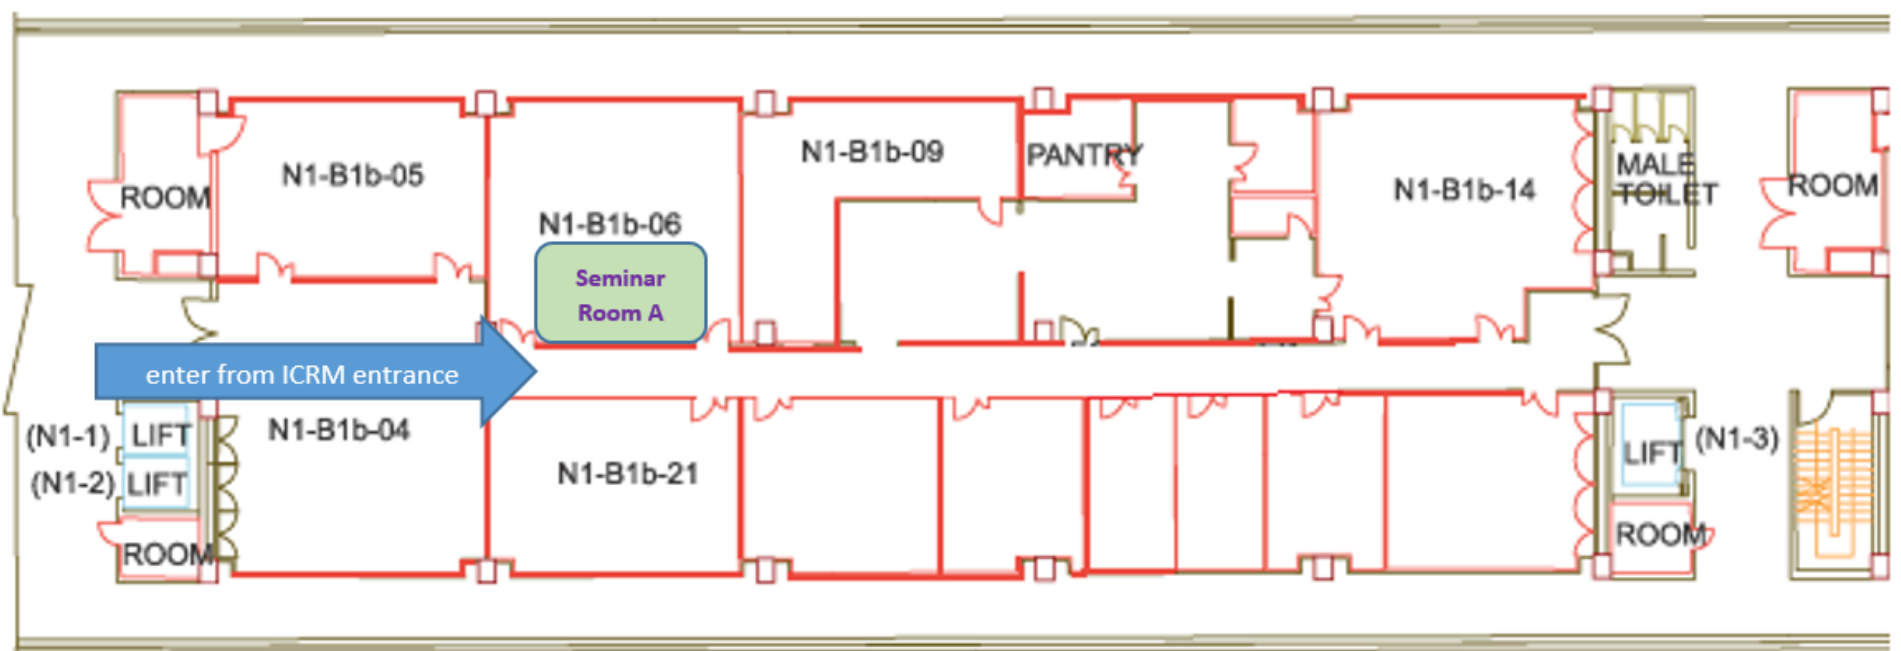 N1-B1b-05
ROOM
N1-B1b-06
Seminar
Room A
N1-B1b-09
PANTRY
N1-B1b-14
MALE
TOILET
ROOM
enter from ICRM entrance
(N1-1)
LIFT
(N1-2)
LIFT
ROOM
N1-B1b-04
N1-B1b-21
LIFT
(N1-3)
ROOM